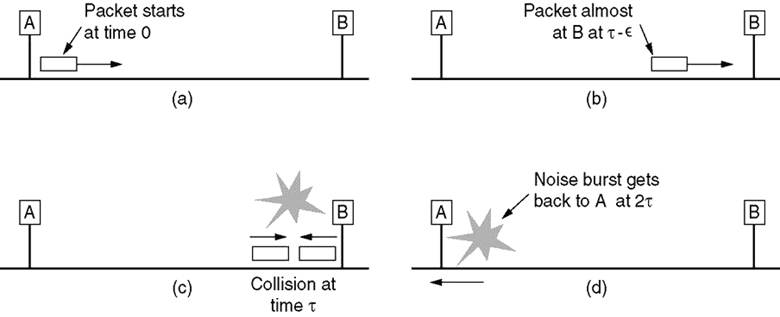 A
Packet starts
at time 0
B
(a)
A
Packet almost
at B at τ-ϵ
B
(b)
A
B
Collision at
time τ
(c)
A
Noise burst gets
back to A at 2τ
B
(d)